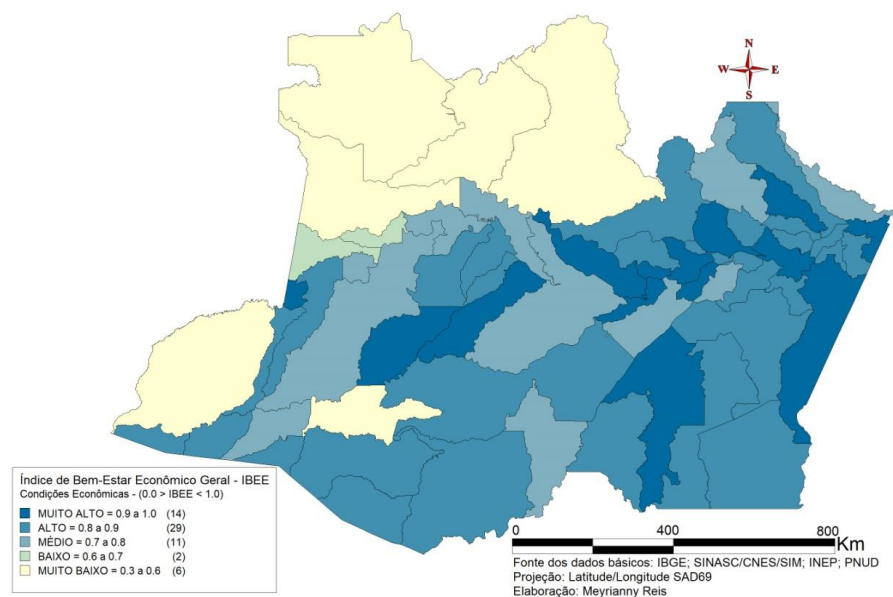 N
W E
S
Índice de Bem-Estar Econômico Geral - IBEE
Condições Econômicas - (0.0 > IBEE < 1.0)
MUITO ALTO = 0.9 a 1.0 (14)
ALTO = 0.8 a 0.9 (29)
MÉDIO = 0.7 a 0.8 (11)
BAIXO = 0.6 a 0.7 (2)
MUITO BAIXO = 0.3 a 0.6 (6)
0 400 800
Km
Fonte dos dados básicos: IBGE; SINASC/CNES/SIM; INEP; PNUD
Projeção: Latitude/Longitude SAD69
Elaboração: Meyrianny Reis